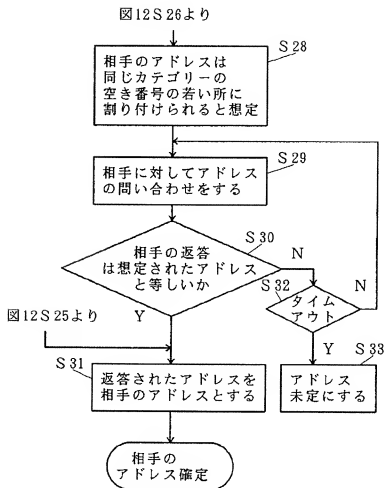 図12S26より
S28
相手のアドレスは
同じカテゴリーの
空き番号の若い所に
割り付けられると想定
S29
相手に対してアドレス
の問い合わせをする
S30
相手の返答
は想定されたアドレス
と等しいか
N
S32
タイム
アウト
N
図12S25より
Y
Y
S33
S31
返答されたアドレスを
相手のアドレスとする
アドレス
未定にする
相手の
アドレス確定